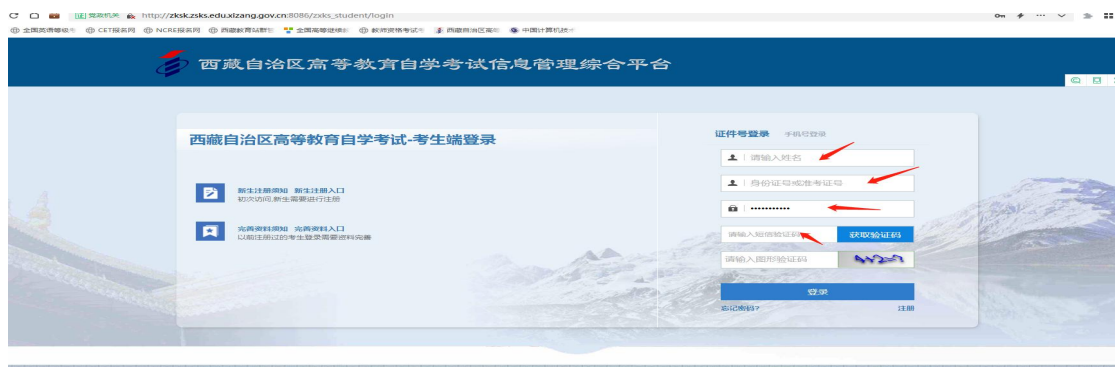 证 党政机关 http://zksk.zsks.edu.xizang.gov.cn:8086/zxks_student/login
全国英语等级 CET报名网 NCRE报名网 西藏教育站群 全国高等继续 教师资格考试 西藏自治区高 中国计算机技
西藏自治区高等教育自学考试信息管理综合平台
西藏自治区高等教育自学考试-考生端登录
证件号登录 手机号登录
请输入姓名
身份证号或准考证号
新生注册须知 新生注册入口
初次访问,新生需要进行注册
完善资料须知 完善资料入口
以前注册过的考生登录需要资料完善
请输入短信验证码 获取验证码
请输入图形验证码
登录
忘记密码? 注册